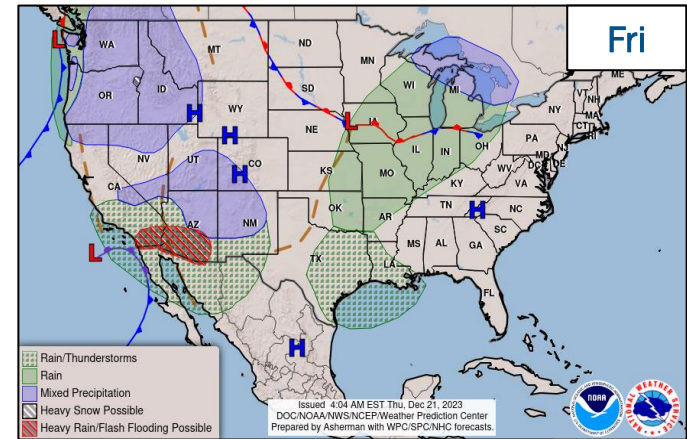 Fri
WA
MT
ND
MN
OR
ID
SD
WI
MI
ME
VT
NH
NY
MA
CT
RI
WY
NE
IA
IL
IN
OH
PA
NJ
MD
DE
DC
WV
VA
NV
UT
CO
KS
MO
KY
CA
AZ
NM
OK
AR
TN
NC
SC
TX
LA
MS
AL
GA
FL
L
L
L
H
H
H
H
H
Rain/Thunderstorms
Rain
Mixed Precipitation
Heavy Snow Possible
Heavy Rain/Flash Flooding Possible
Issued 4:04 AM EST Thu, Dec 21, 2023
DOC/NOAA/NWS/NCEP/Weather Prediction Center
Prepared by Asherman with WPC/SPC/NHC forecasts.
NOAA
NATIONAL WEATHER SERVICE